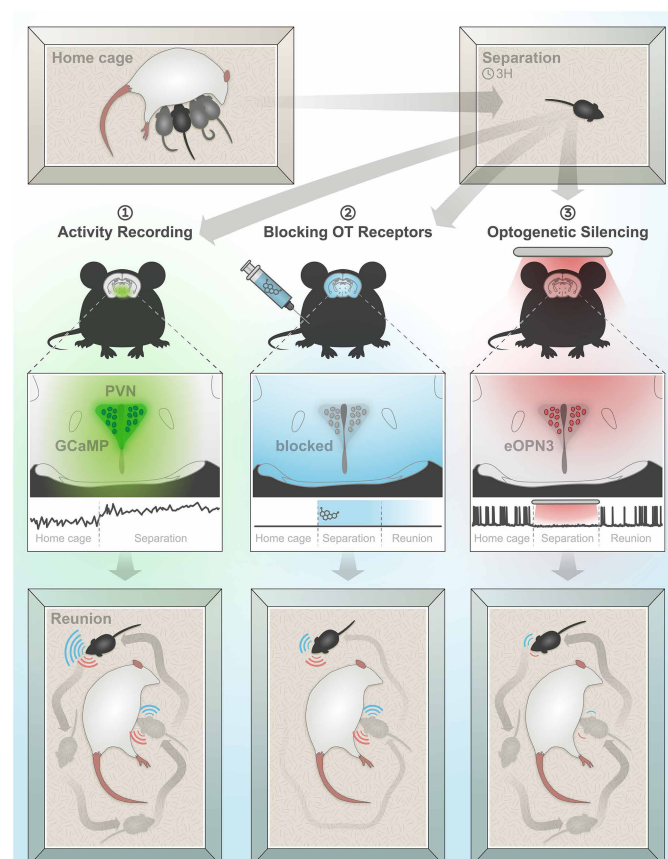 Home cage
Separation
3H
①
Activity Recording
②
Blocking OT Receptors
③
Optogenetic Silencing
PVN
GCaMP
blocked
eOPN3
Home cage
Separation
Home cage
Separation
Reunion
Home cage
Separation
Reunion
Reunion